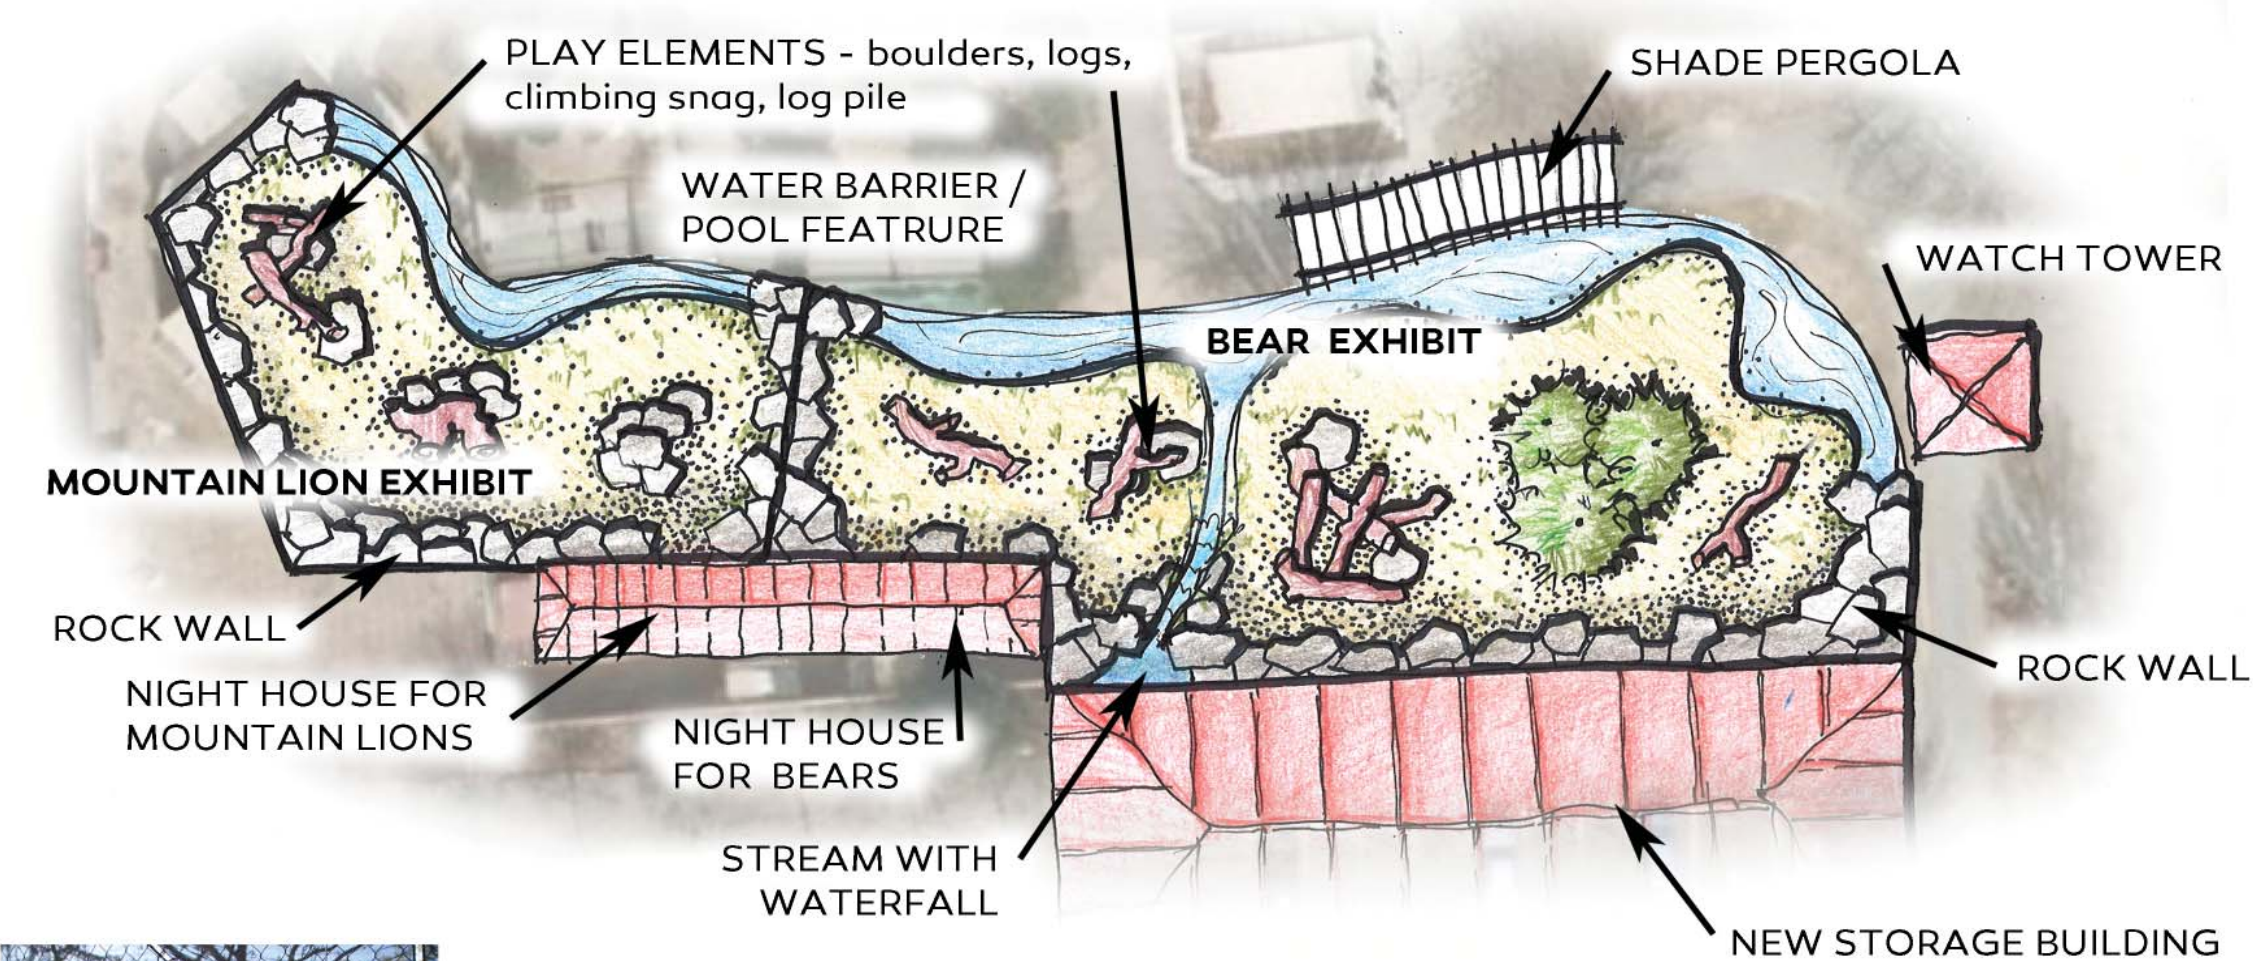 PLAY ELEMENTS - boulders, logs,
climbing snag, log pile
SHADE PERGOLA
WATER BARRIER /
POOL FEATRURE
WATCH TOWER
BEAR EXHIBIT
MOUNTAIN LION EXHIBIT
ROCK WALL
ROCK WALL
NIGHT HOUSE FOR
MOUNTAIN LIONS
NIGHT HOUSE
FOR BEARS
STREAM WITH
WATERFALL
NEW STORAGE BUILDING